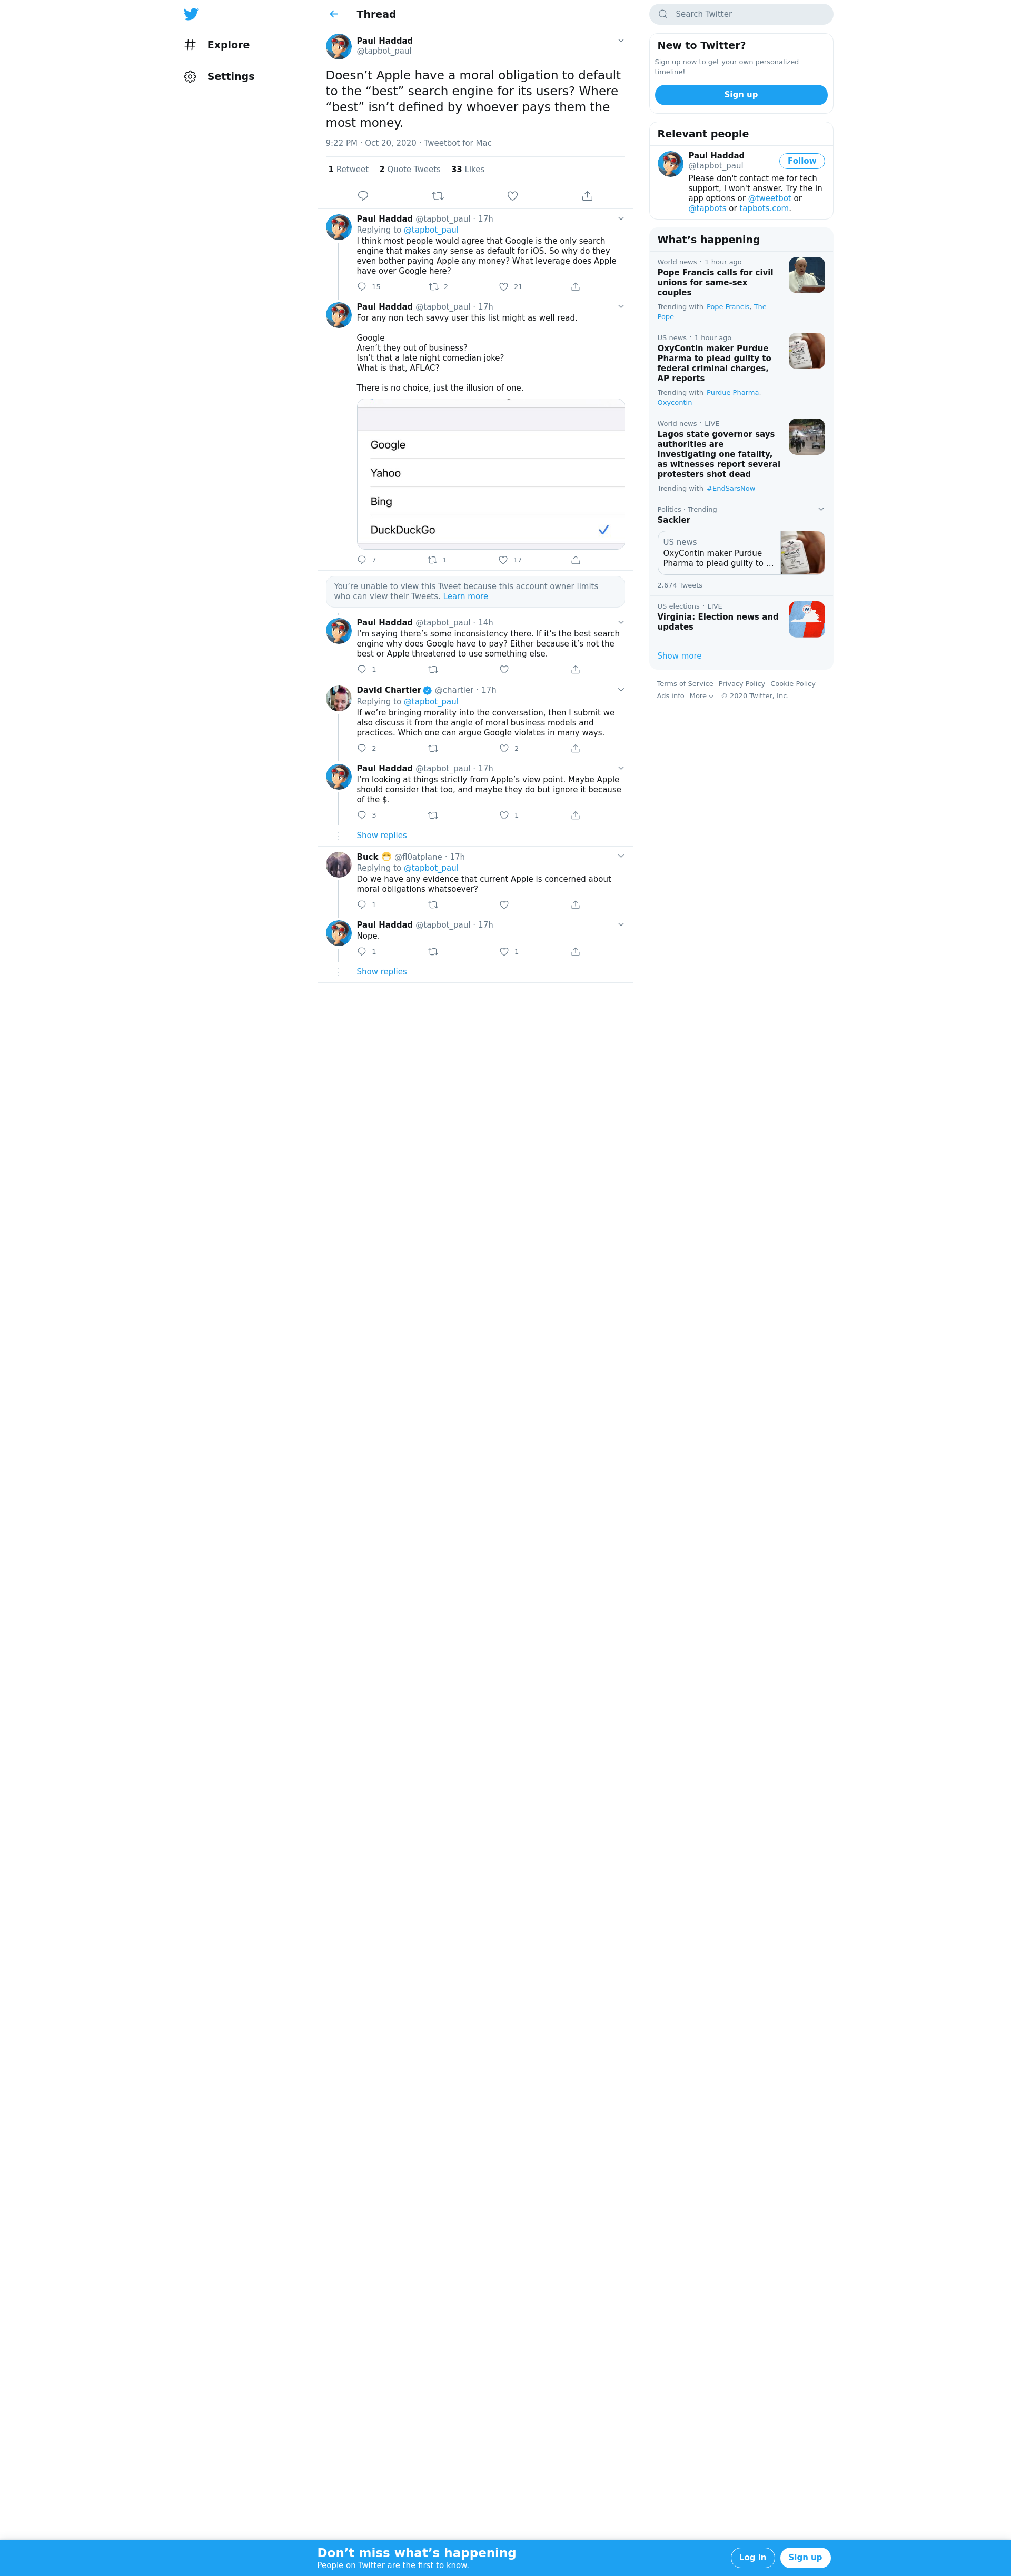 Explore
Settings
Thread
Paul Haddad
@tapbot_paul
Doesn’t Apple have a moral obligation to default
to the “best” search engine for its users? Where
“best” isn’t defined by whoever pays them the
most money.
9:22 PM · Oct 20, 2020 · Tweetbot for Mac
1 Retweet 2 Quote Tweets 33 Likes
Paul Haddad @tapbot_paul · 17h
Replying to @tapbot_paul
I think most people would agree that Google is the only search
engine that makes any sense as default for iOS. So why do they
even bother paying Apple any money? What leverage does Apple
have over Google here?
15 2 21
Paul Haddad @tapbot_paul · 17h
For any non tech savvy user this list might as well read.
Google
Aren’t they out of business?
Isn’t that a late night comedian joke?
What is that, AFLAC?
There is no choice, just the illusion of one.
Google
Yahoo
Bing
DuckDuckGo
7 1 17
You’re unable to view this Tweet because this account owner limits
who can view their Tweets. Learn more
Paul Haddad @tapbot_paul · 14h
I’m saying there’s some inconsistency there. If it’s the best search
engine why does Google have to pay? Either because it’s not the
best or Apple threatened to use something else.
1
David Chartier @chartier · 17h
Replying to @tapbot_paul
If we’re bringing morality into the conversation, then I submit we
also discuss it from the angle of moral business models and
practices. Which one can argue Google violates in many ways.
2 2
Paul Haddad @tapbot_paul · 17h
I’m looking at things strictly from Apple’s view point. Maybe Apple
should consider that too, and maybe they do but ignore it because
of the $.
3 1
Show replies
Buck 😷 @fl0atplane · 17h
Replying to @tapbot_paul
Do we have any evidence that current Apple is concerned about
moral obligations whatsoever?
1
Paul Haddad @tapbot_paul · 17h
Nope.
1 1
Show replies
Search Twitter
New to Twitter?
Sign up now to get your own personalized
timeline!
Sign up
Relevant people
Paul Haddad
@tapbot_paul
Follow
Please don't contact me for tech
support, I won't answer. Try the in
app options or @tweetbot or
@tapbots or tapbots.com.
What’s happening
World news · 1 hour ago
Pope Francis calls for civil
unions for same-sex
couples
Trending with Pope Francis, The
Pope
US news · 1 hour ago
OxyContin maker Purdue
Pharma to plead guilty to
federal criminal charges,
AP reports
Trending with Purdue Pharma,
Oxycontin
World news · LIVE
Lagos state governor says
authorities are
investigating one fatality,
as witnesses report several
protesters shot dead
Trending with #EndSarsNow
Politics · Trending
Sackler
US news
OxyContin maker Purdue
Pharma to plead guilty to …
2,674 Tweets
US elections · LIVE
Virginia: Election news and
updates
Show more
Terms of Service Privacy Policy Cookie Policy
Ads info More © 2020 Twitter, Inc.
Don’t miss what’s happening
People on Twitter are the first to know.
Log in
Sign up